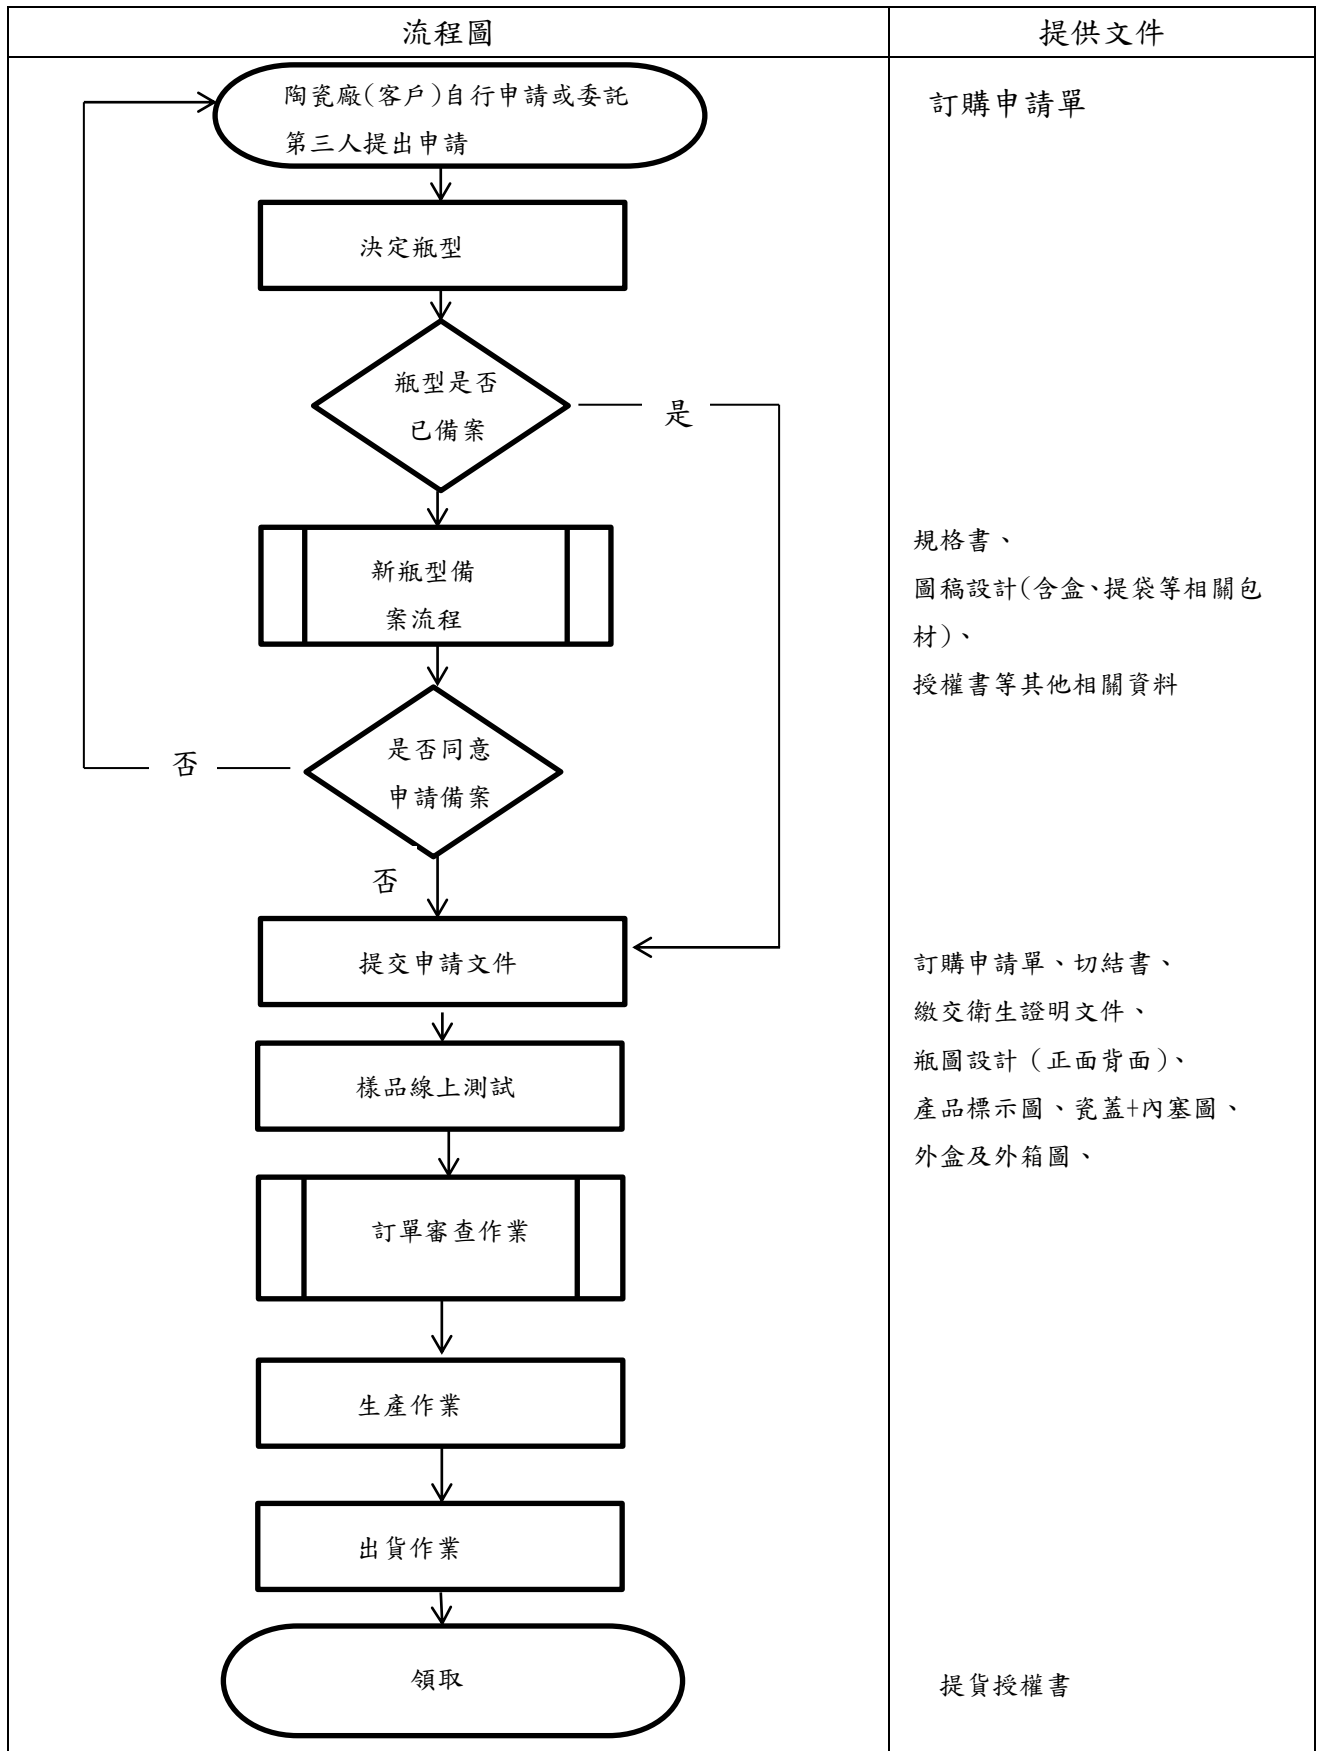 流程圖
提供文件
陶瓷廠(客戶)自行申請或委託
第三人提出申請
訂購申請單
決定瓶型
瓶型是否
已備案
是
新瓶型備
案流程
規格書、
圖稿設計(含盒、提袋等相關包
材)、
授權書等其他相關資料
是否同意
申請備案
否
否
提交申請文件
訂購申請單、切結書、
繳交衛生證明文件、
瓶圖設計（正面背面)、
產品標示圖、瓷蓋+內塞圖、
外盒及外箱圖、
樣品線上測試
訂單審查作業
生產作業
出貨作業
領取
提貨授權書